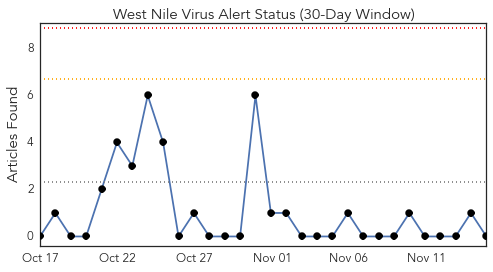 West Nile Virus Alert Status (30-Day Window)
Articles Found
8
6
4
2
0
Oct 17 Oct 22 Oct 27 Nov 01 Nov 06 Nov 11